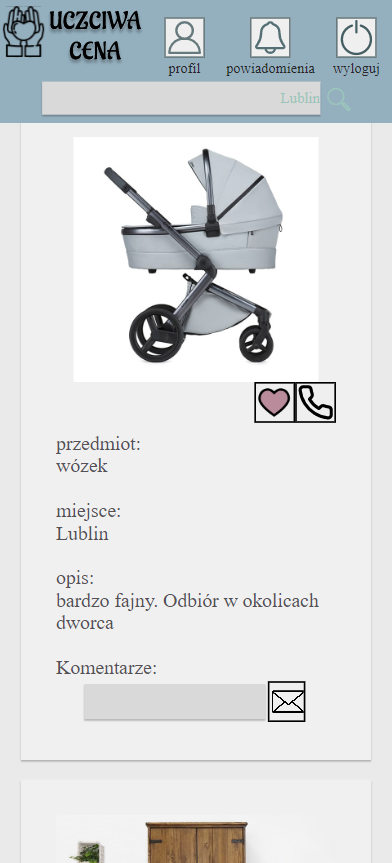 UCZCIWA
CENA
profil
powiadomienia
wyloguj
Lublin
przedmiot:
wózek
miejsce:
Lublin
opis:
bardzo fajny. Odbiór w okolicach
dworca
Komentarze: